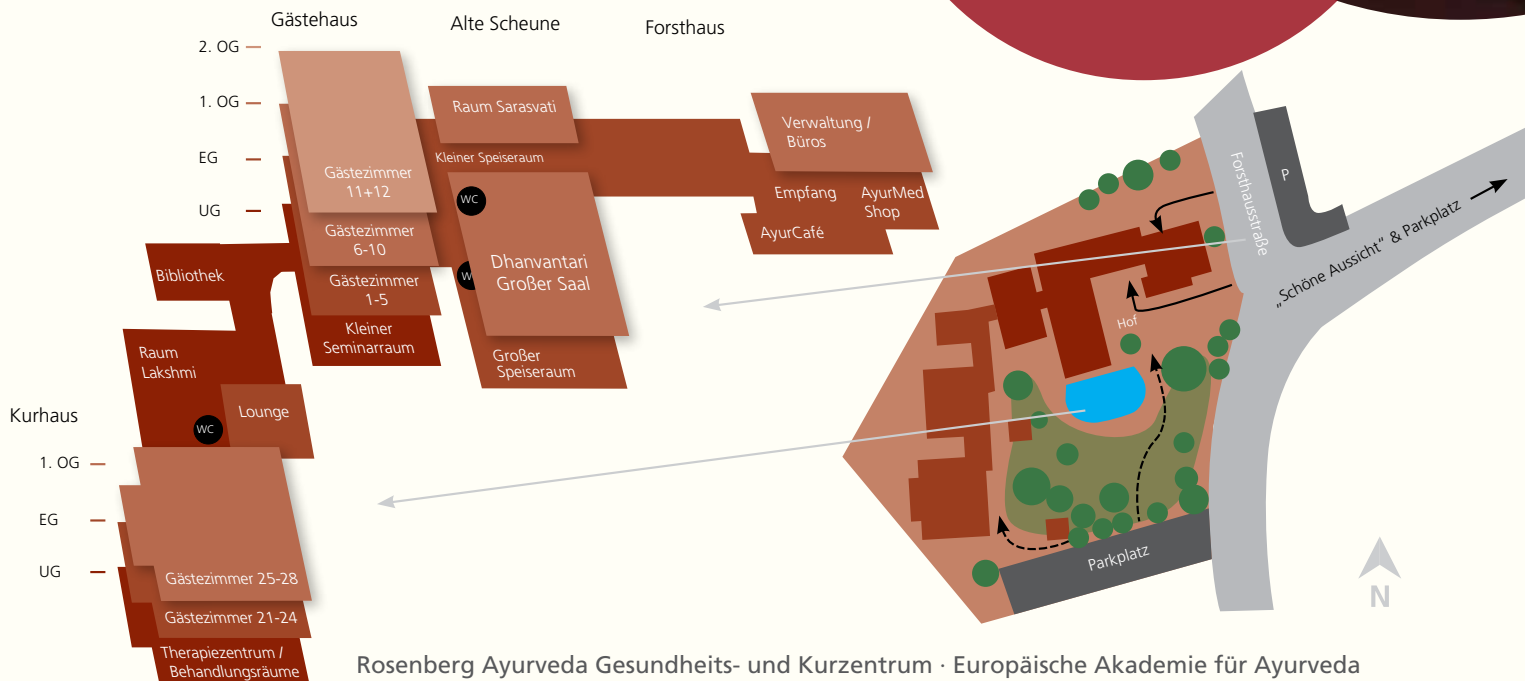 Gästehaus
Alte Scheune
Forsthaus
2. OG
1. OG
EG
UG
Gästezimmer
11+12
Gästezimmer
6-10
Gästezimmer
1-5
Kleiner
Seminarraum
Raum Sarasvati
Kleiner Speiseraum
WC
Dhanvantari
Großer Saal
Großer
Speiseraum
Verwaltung /
Büros
Empfang
AyurMed
Shop
AyurCafé
Bibliothek
Raum
Lakshmi
Lounge
WC
Kurhaus
1. OG
EG
UG
Gästezimmer 25-28
Gästezimmer 21-24
Therapiezentrum /
Behandlungsräume
Forsthausstraße
P
„Schöne Aussicht“ & Parkplatz
Hof
Parkplatz
N
Rosenberg Ayurveda Gesundheits- und Kurzentrum · Europäische Akademie für Ayurveda